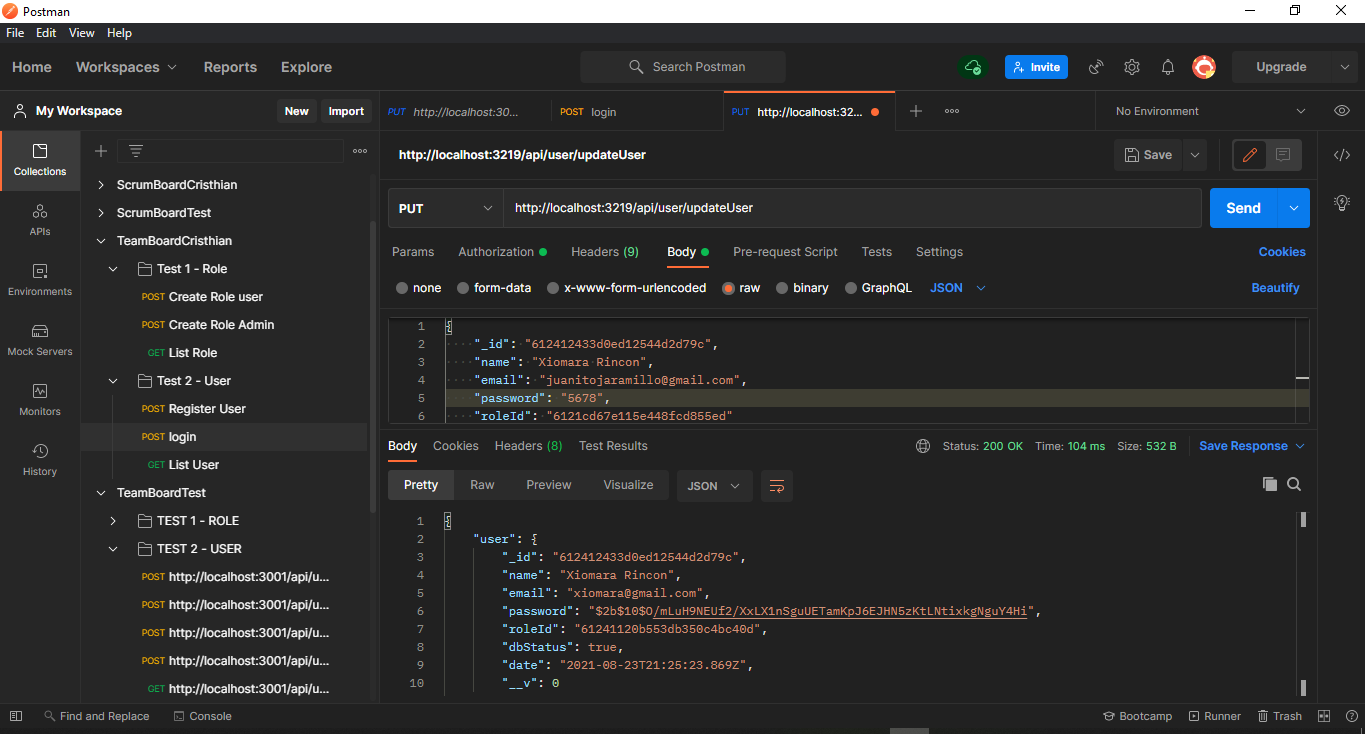 Postman
File Edit View Help
Home Workspaces Reports Explore Search Postman Invite Upgrade
My Workspace New Import
PUT http://localhost:30... POST login PUT http://localhost:32... No Environment
Collections
APIs
Environments
Mock Servers
Monitors
History
ScrumBoardCristhian
ScrumBoardTest
TeamBoardCristhian
Test 1 - Role
POST Create Role user
POST Create Role Admin
GET List Role
Test 2 - User
POST Register User
POST login
GET List User
TeamBoardTest
TEST 1 - ROLE
TEST 2 - USER
POST http://localhost:3001/api/u...
POST http://localhost:3001/api/u...
POST http://localhost:3001/api/u...
POST http://localhost:3001/api/u...
GET http://localhost:3001/api/u...
http://localhost:3219/api/user/updateUser Save
PUT http://localhost:3219/api/user/updateUser Send
Params Authorization Headers (9) Body Pre-request Script Tests Settings Cookies
none form-data x-www-form-urlencoded raw binary GraphQL JSON Beautify
1 {
2 "_id": "612412433d0ed12544d2d79c",
3 "name": "Xiomara Rincon",
4 "email": "juanitojaramillo@gmail.com",
5 "password": "5678",
6 "roleId": "6121cd67e115e448fcd855ed"
Body Cookies Headers (8) Test Results Status: 200 OK Time: 104 ms Size: 532 B Save Response
Pretty Raw Preview Visualize JSON
1 {
2 "user": {
3 "_id": "612412433d0ed12544d2d79c",
4 "name": "Xiomara Rincon",
5 "email": "xiomara@gmail.com",
6 "password": "$2b$10$O/mLuH9NEUf2/XxLX1nSguUETamKpJ6EJHN5zKtLNtixkgNguY4Hi",
7 "roleId": "61241120b553db350c4bc40d",
8 "dbStatus": true,
9 "date": "2021-08-23T21:25:23.869Z",
10 "__v": 0
Find and Replace Console Bootcamp Runner Trash